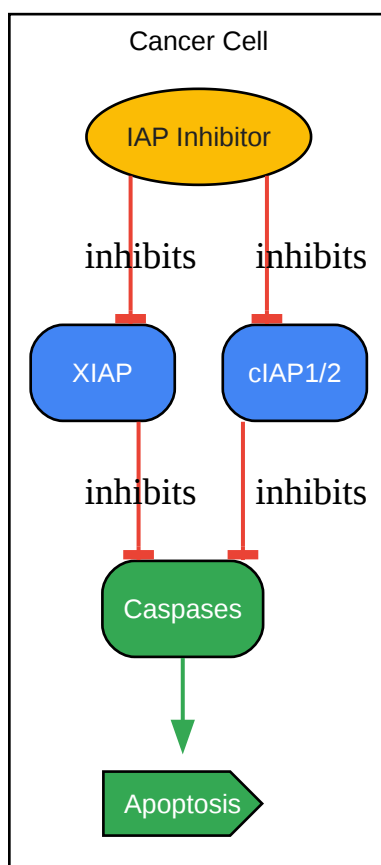 Cancer Cell
IAP Inhibitor
inhibits inhibits
XIAP cIAP1/2
inhibits inhibits
Caspases
Apoptosis